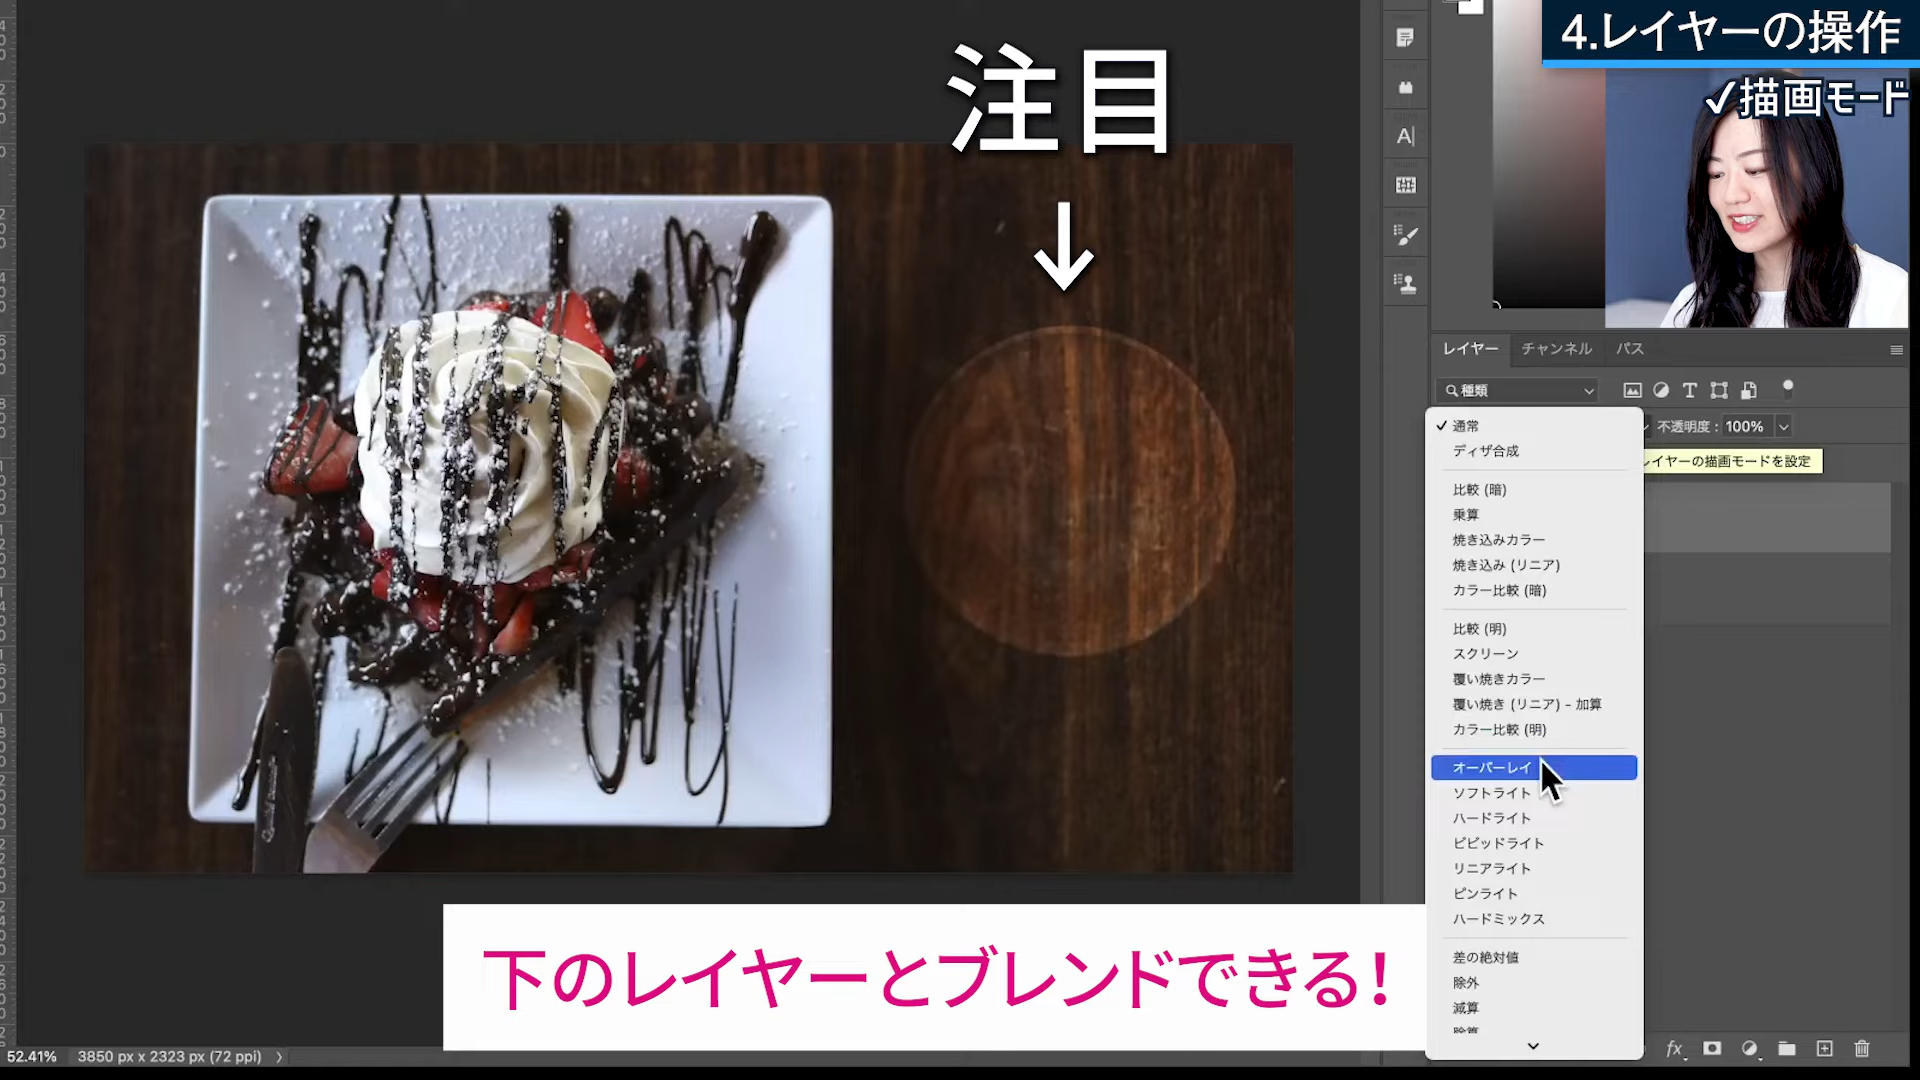 4.レイヤーの操作
✓描画モード
注目
↓
レイヤー チャンネル パス
種類
不透明度: 100%
レイヤーの描画モードを設定
✓ 通常
ディザ合成
比較 (暗)
乗算
焼き込みカラー
焼き込み (リニア)
カラー比較 (暗)
比較 (明)
スクリーン
覆い焼きカラー
覆い焼き (リニア) - 加算
カラー比較 (明)
オーバーレイ
ソフトライト
ハードライト
ビビッドライト
リニアライト
ピンライト
ハードミックス
差の絶対値
除外
減算
除算
下のレイヤーとブレンドできる!
52.41% 3850 px x 2323 px (72 ppi)
fx